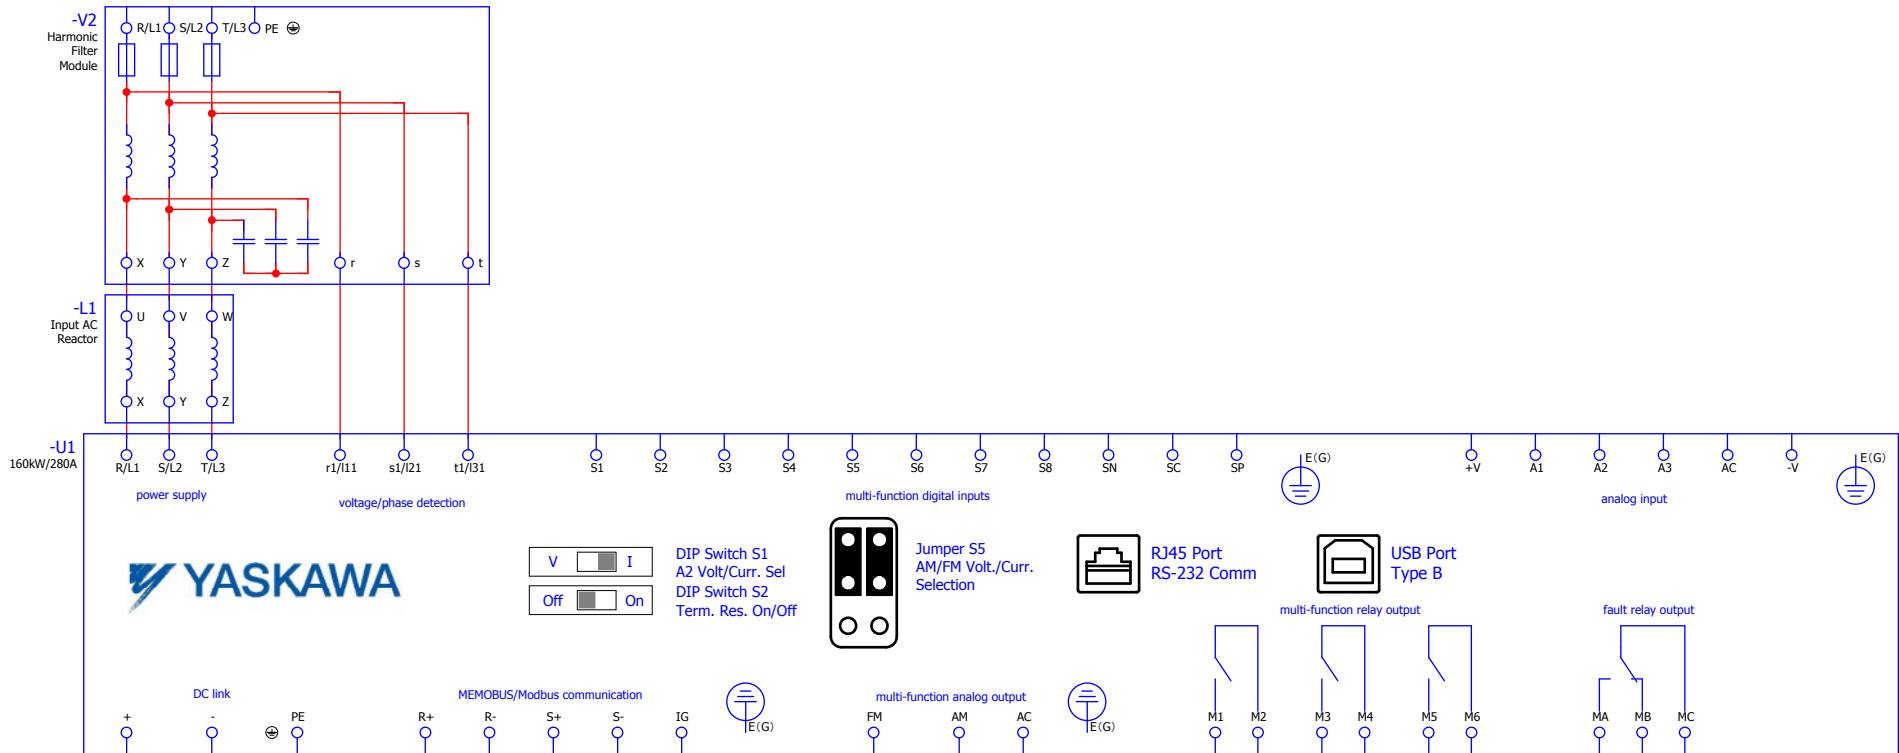 -V2
Harmonic
Filter
Module
R/L1 S/L2 T/L3 PE
X Y Z r s t
-L1
Input AC
Reactor
U V W
X Y Z
-U1
160kW/280A
R/L1 S/L2 T/L3 r1/l11 s1/l21 t1/l31 S1 S2 S3 S4 S5 S6 S7 S8 SN SC SP E(G) +V A1 A2 A3 AC -V E(G)
power supply voltage/phase detection multi-function digital inputs analog input
YASKAWA
V I
DIP Switch S1
A2 Volt/Curr. Sel
Off On
DIP Switch S2
Term. Res. On/Off
Jumper S5
AM/FM Volt./Curr.
Selection
RJ45 Port
RS-232 Comm
USB Port
Type B
multi-function relay output fault relay output
DC link MEMOBUS/Modbus communication multi-function analog output
+ - PE R+ R- S+ S- IG E(G) FM AM AC E(G) M1 M2 M3 M4 M5 M6 MA MB MC